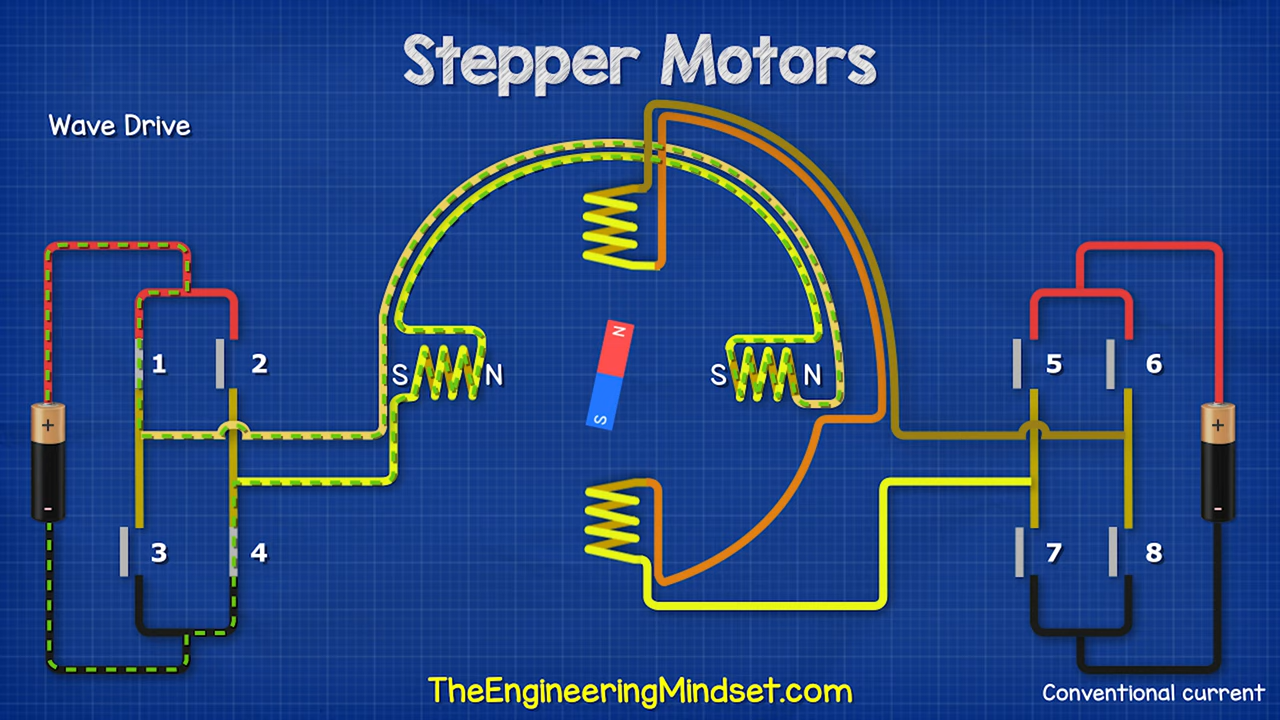 Stepper Motors
Wave Drive
1 2
5 6
S N
S N
N
S
+
-
+
-
3 4
7 8
TheEngineeringMindset.com
Conventional current